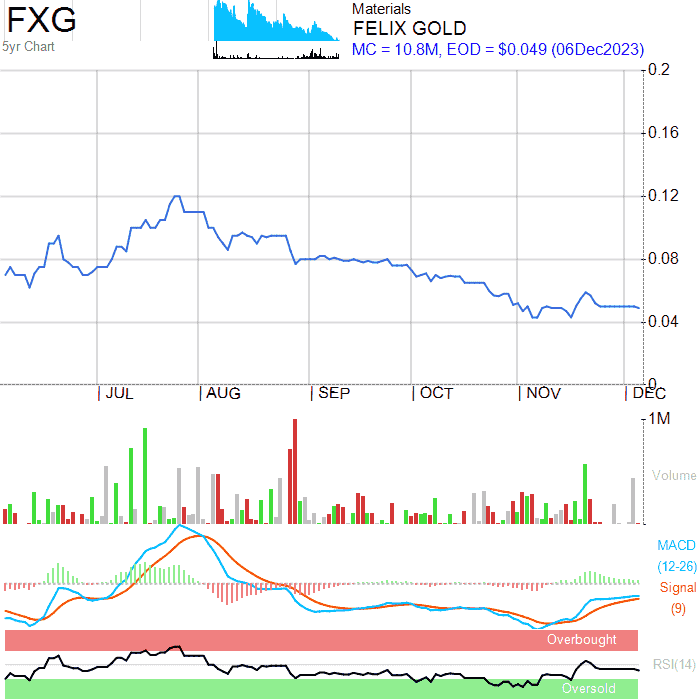 FXG
5yr Chart
Materials
FELIX GOLD
MC = 10.8M, EOD = $0.049 (06Dec2023)
0.2
0.16
0.12
0.08
0.04
0
JUL AUG SEP OCT NOV DEC
1M
Volume
MACD
(12-26)
Signal
(9)
Overbought
RSI(14)
Oversold